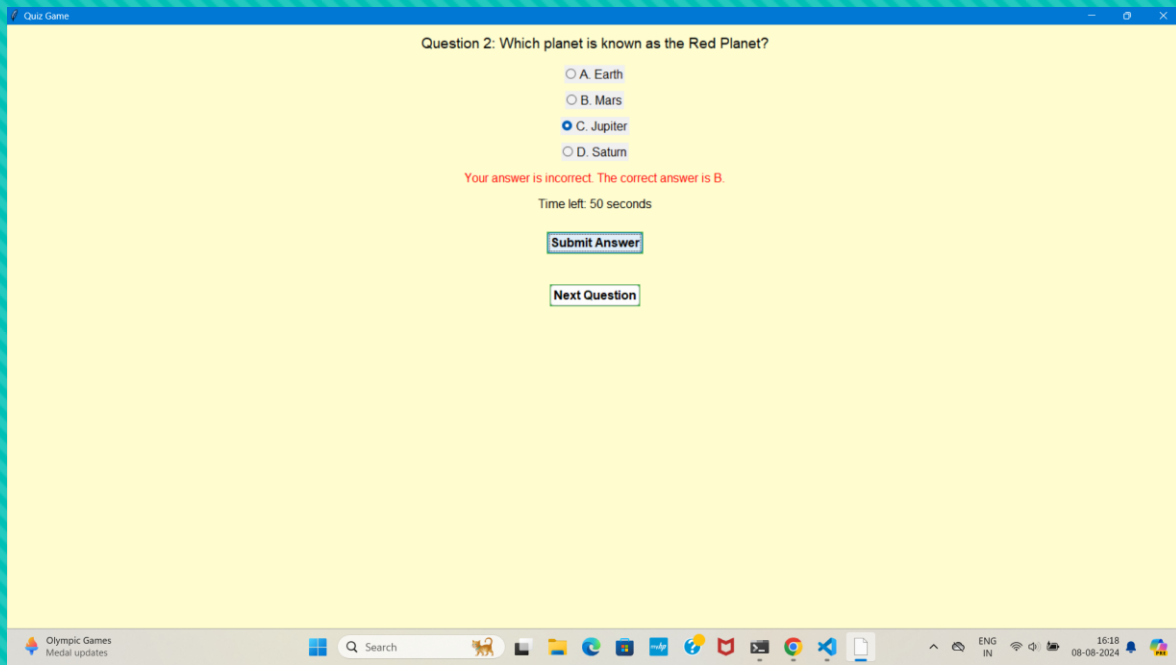 Quiz Game
Question 2: Which planet is known as the Red Planet?
A. Earth
B. Mars
C. Jupiter
D. Saturn
Your answer is incorrect. The correct answer is B.
Time left: 50 seconds
Submit Answer
Next Question
Olympic Games
Medal updates
Search
ENG
IN
16:18
08-08-2024